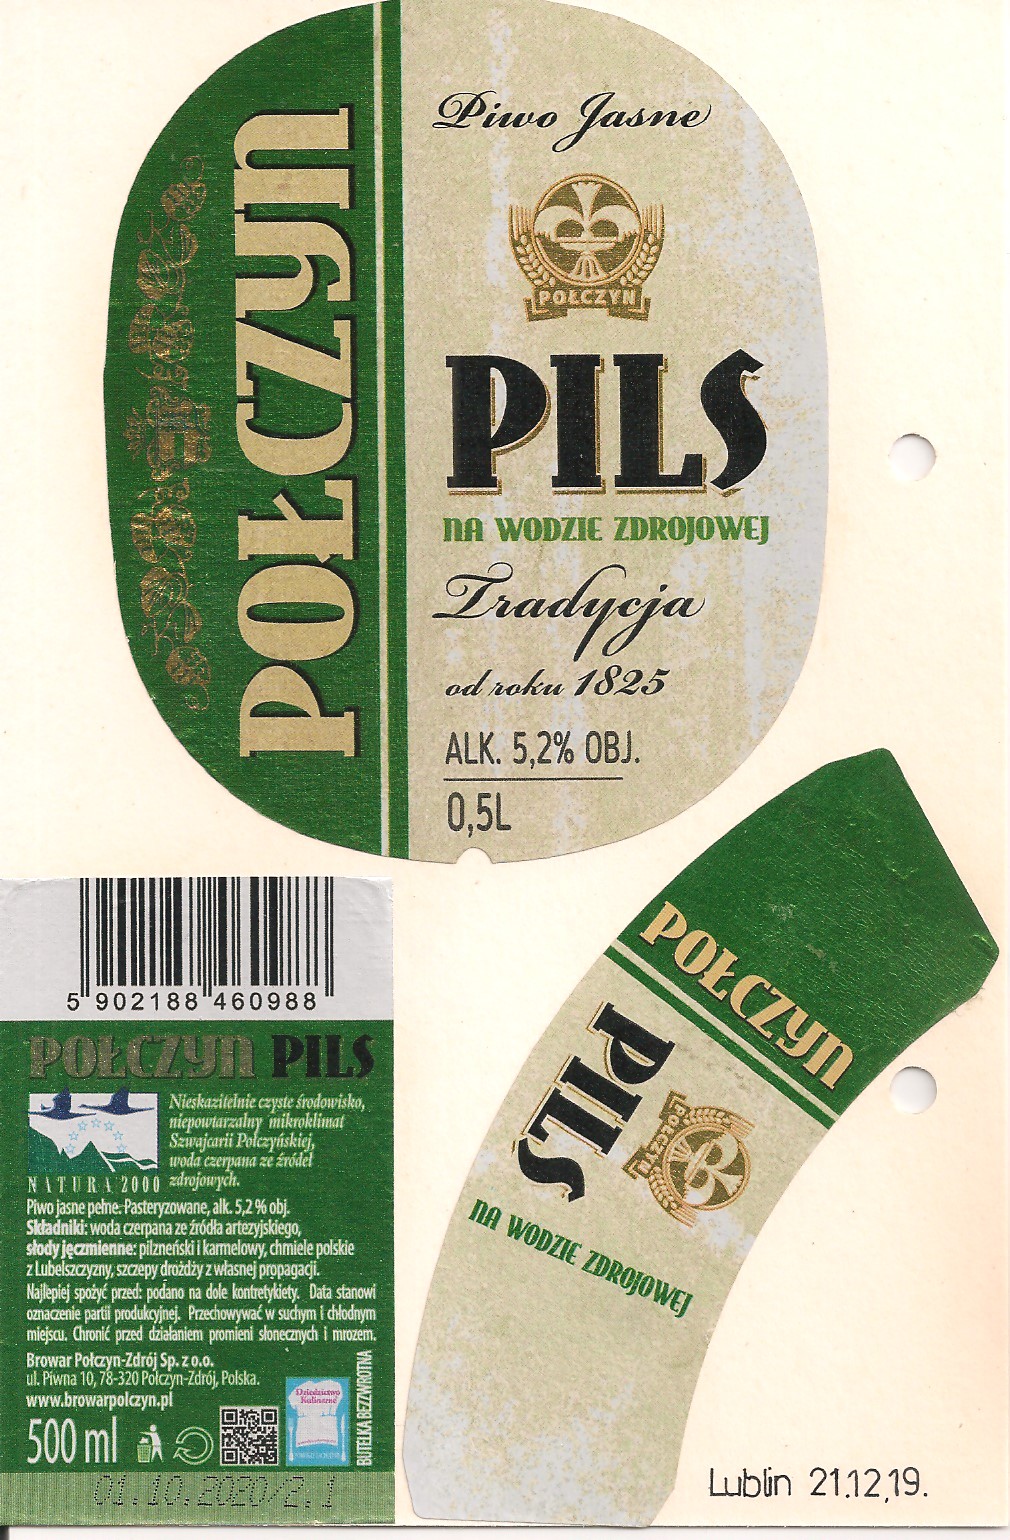 Piwo Jasne
POŁCZYN
POŁCZYN
PILS
NA WODZIE ZDROJOWEJ
Tradycja
od roku 1825
ALK. 5,2% OBJ.
0,5L
5 902188 460988
POŁCZYN PILS
Nieskazitelnie czyste środowisko,
niepowtarzalny mikroklimat
Szwajcarii Połczyńskiej,
woda czerpana ze źródeł
zdrojowych.
NATURA 2000
Piwo jasne pełne. Pasteryzowane, alk. 5,2 % obj.
Składniki: woda czerpana ze źródła artezyjskiego,
słody jęczmienne: pilzneński i karmelowy, chmiele polskie
z Lubelszczyzny, szczepy drożdży z własnej propagacji.
Najlepiej spożyć przed: podano na dole kontretykiety. Data stanowi
oznaczenie partii produkcyjnej. Przechowywać w suchym i chłodnym
miejscu. Chronić przed działaniem promieni słonecznych i mrozem.
Browar Połczyn-Zdrój Sp. z o.o.
ul. Piwna 10, 78-320 Połczyn-Zdrój, Polska.
www.browarpolczyn.pl
500 ml
Dziedzictwo
Kulinarne
BUTELKA BEZZWROTNA
01.10.2020/2.1
POŁCZYN
PILS
POŁCZYN
NA WODZIE ZDROJOWEJ
Lublin 21.12,19.